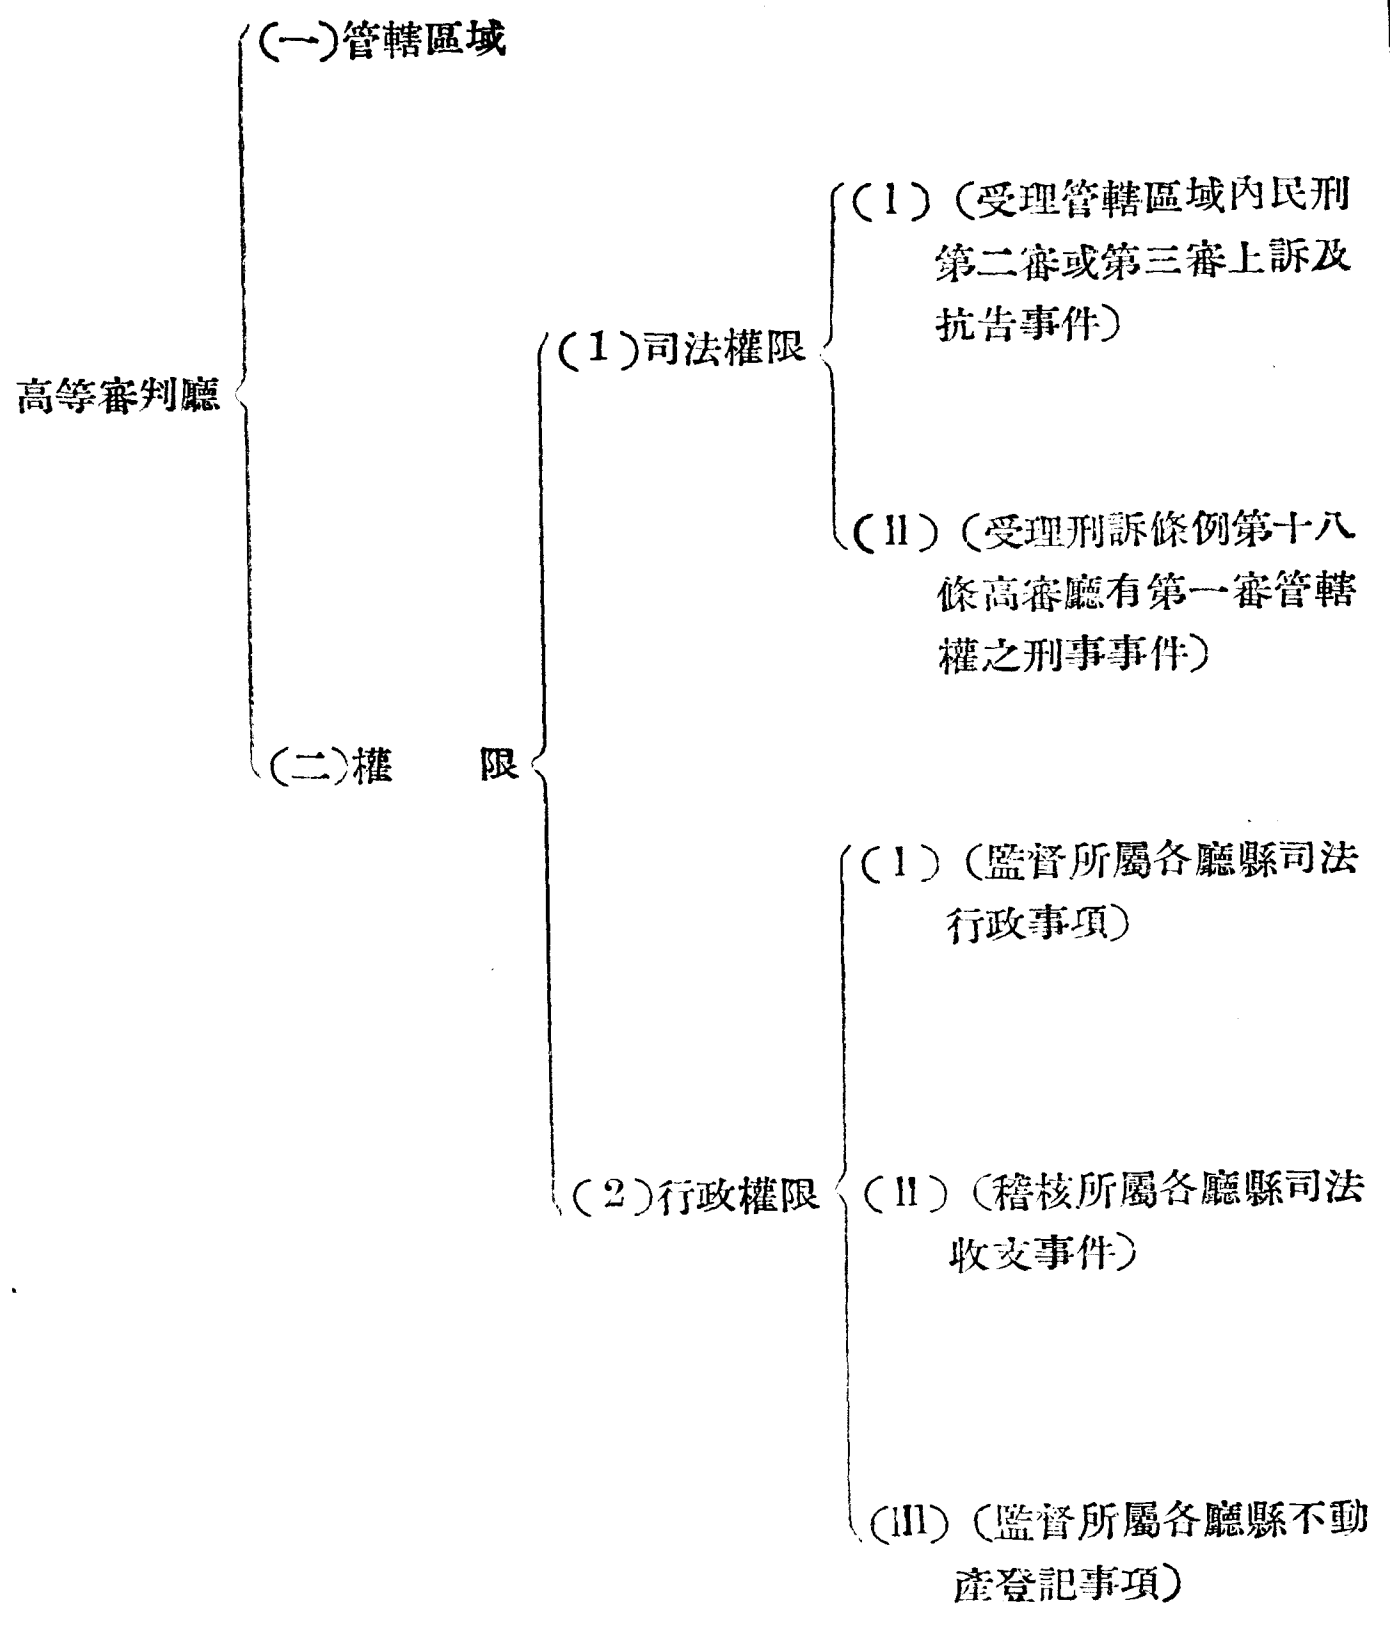 高等審判廳
(一)管轄區域
(二)權　　限
(1)司法權限
(I)(受理管轄區域內民刑
第二審或第三審上訴及
抗告事件)
(II)(受理刑訴條例第十八
條高審廳有第一審管轄
權之刑事事件)
(2)行政權限
(I)(監督所屬各廳縣司法
行政事項)
(II)(稽核所屬各廳縣司法
收支事件)
(III)(監督所屬各廳縣不動
產登記事項)